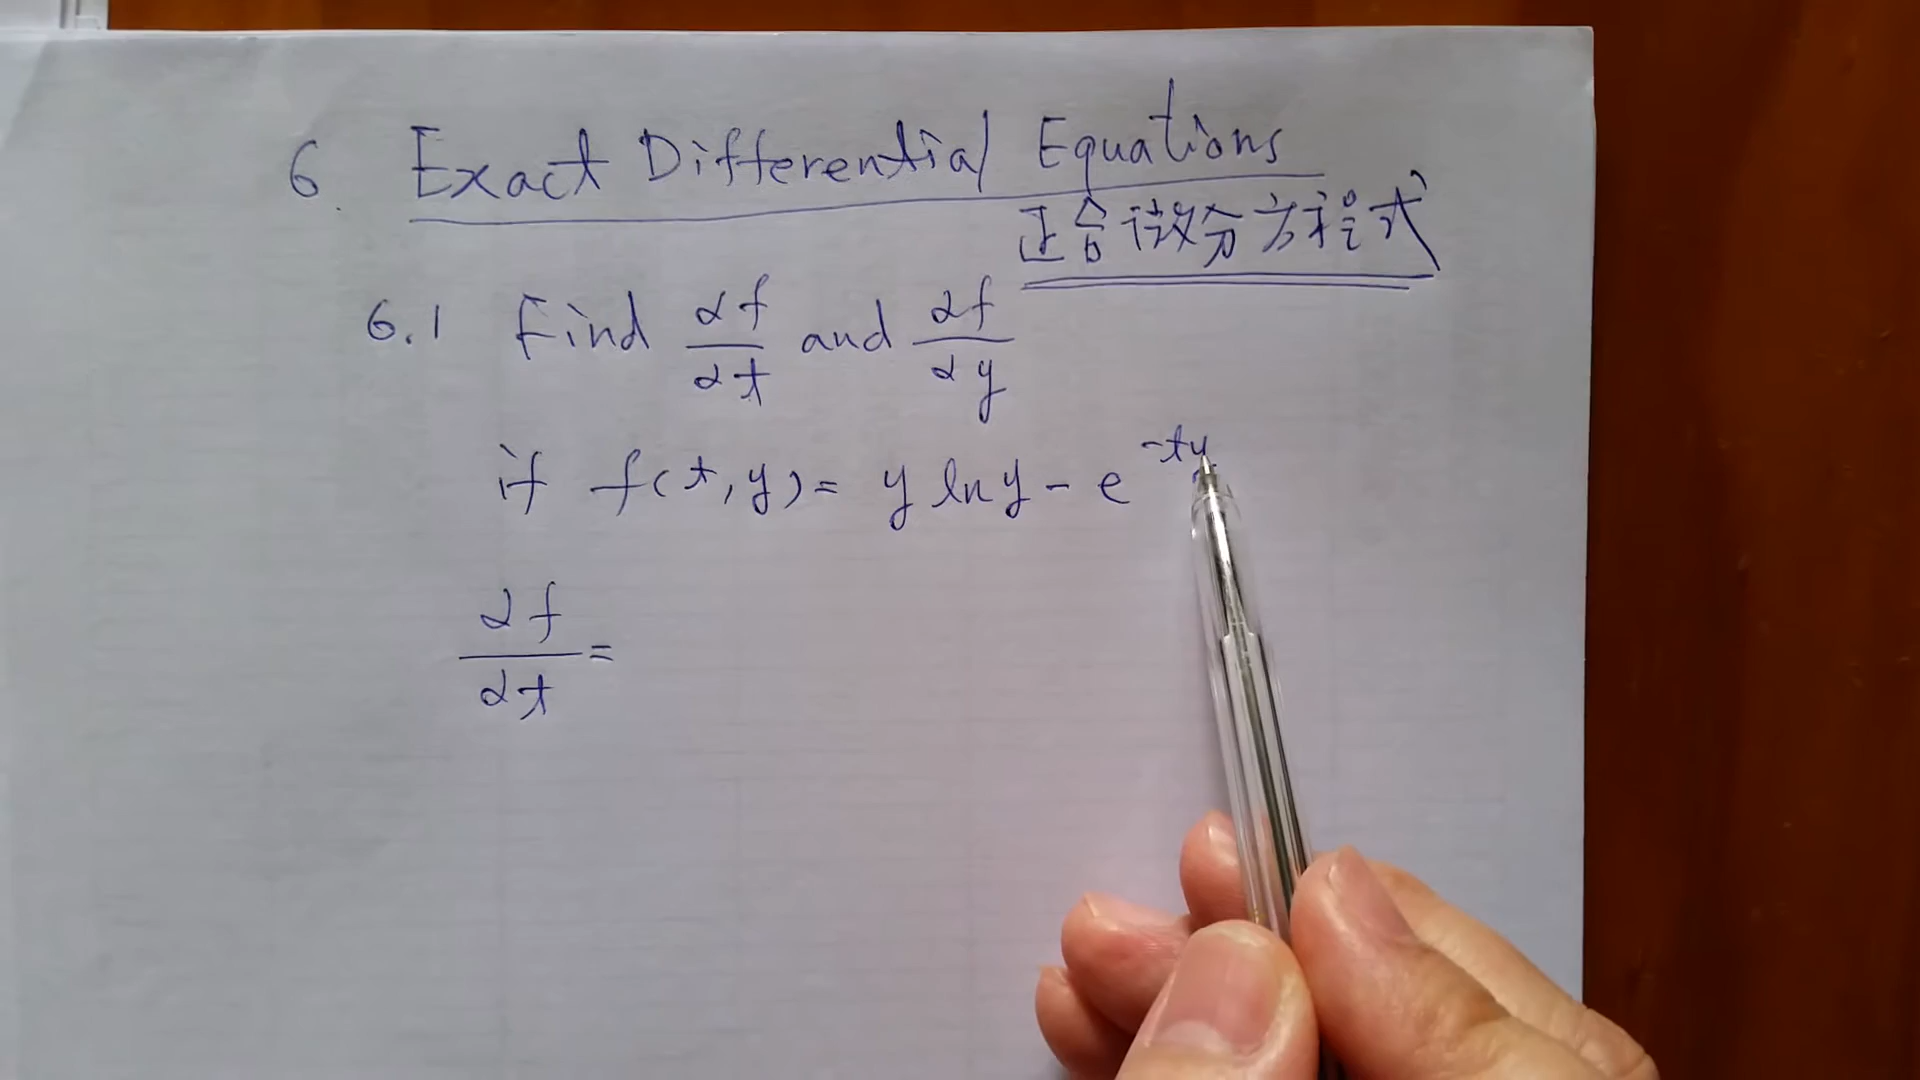 6. Exact Differential Equations
正合微分方程式
6.1 Find ∂f/∂t and ∂f/∂y
if f(t,y)= y ln y - e^-ty
∂f/∂t =